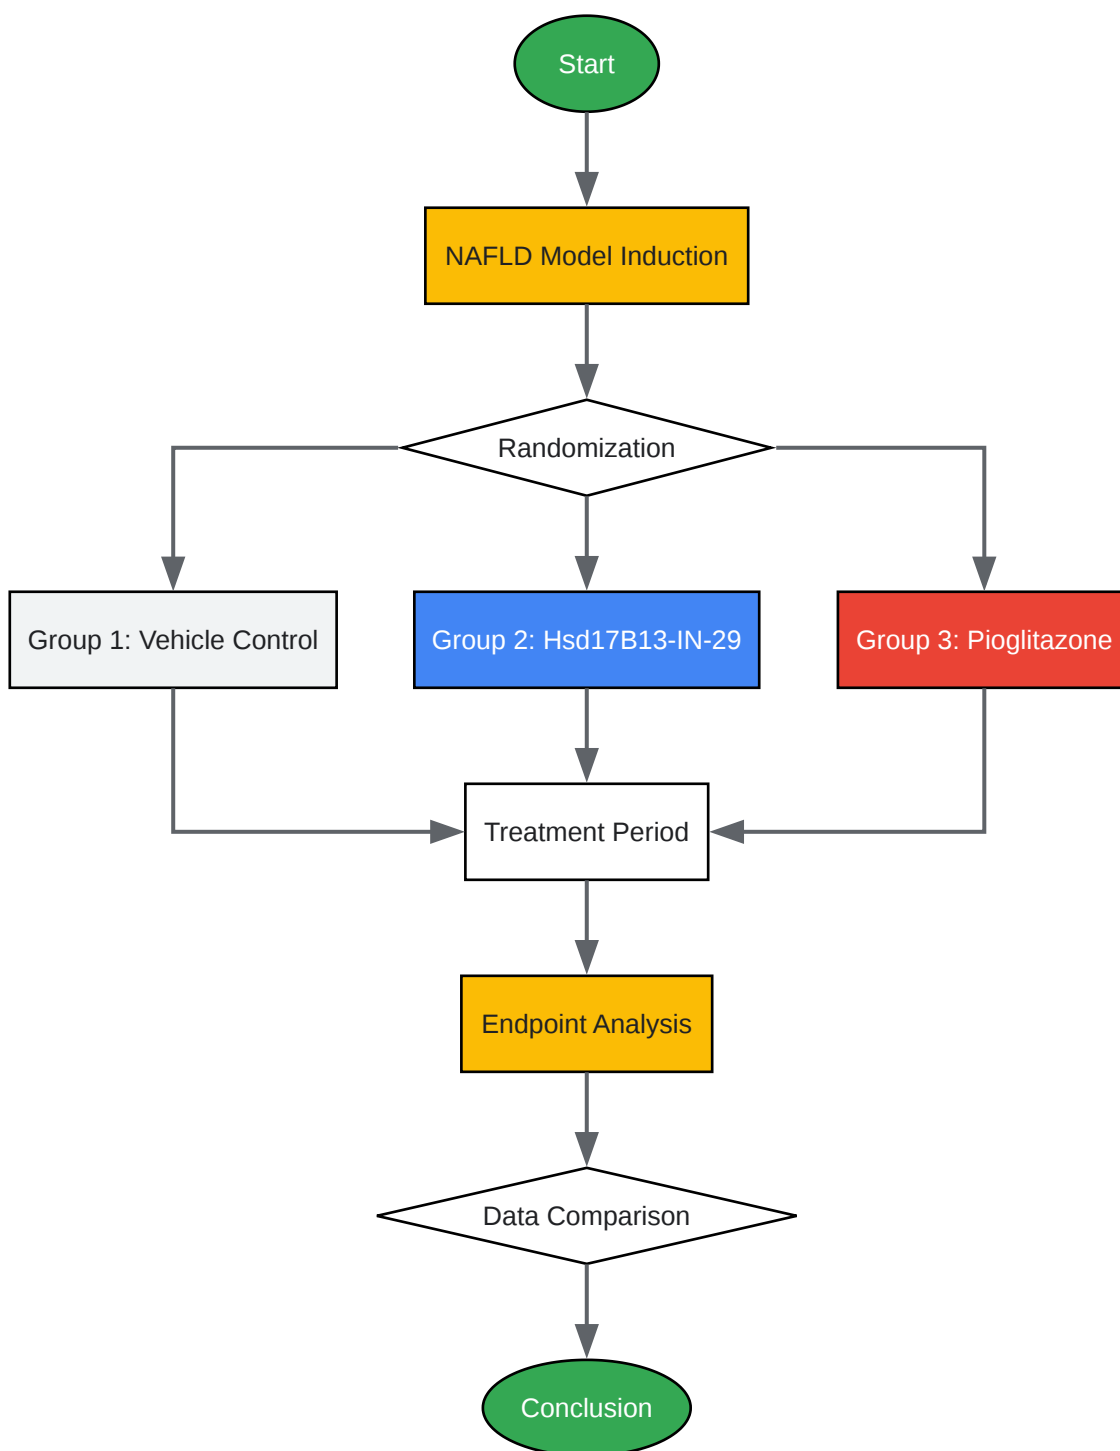 Start
NAFLD Model Induction
Randomization
Group 1: Vehicle Control
Group 2: Hsd17B13-IN-29
Group 3: Pioglitazone
Treatment Period
Endpoint Analysis
Data Comparison
Conclusion